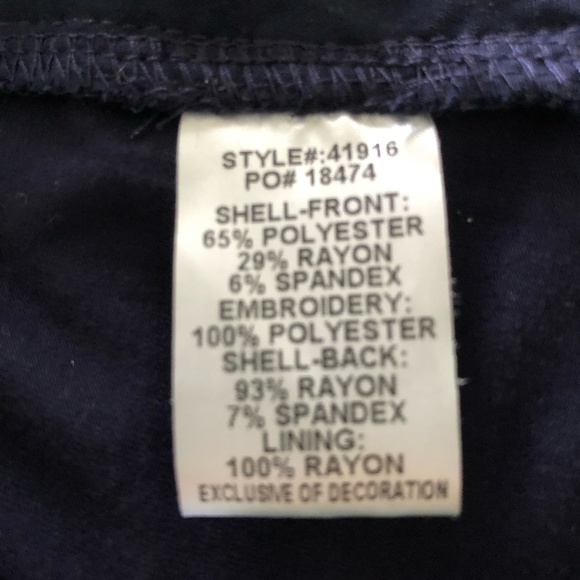 STYLE#:41916
PO# 18474
SHELL-FRONT:
65% POLYESTER
29% RAYON
6% SPANDEX
EMBROIDERY:
100% POLYESTER
SHELL-BACK:
93% RAYON
7% SPANDEX
LINING:
100% RAYON
EXCLUSIVE OF DECORATION